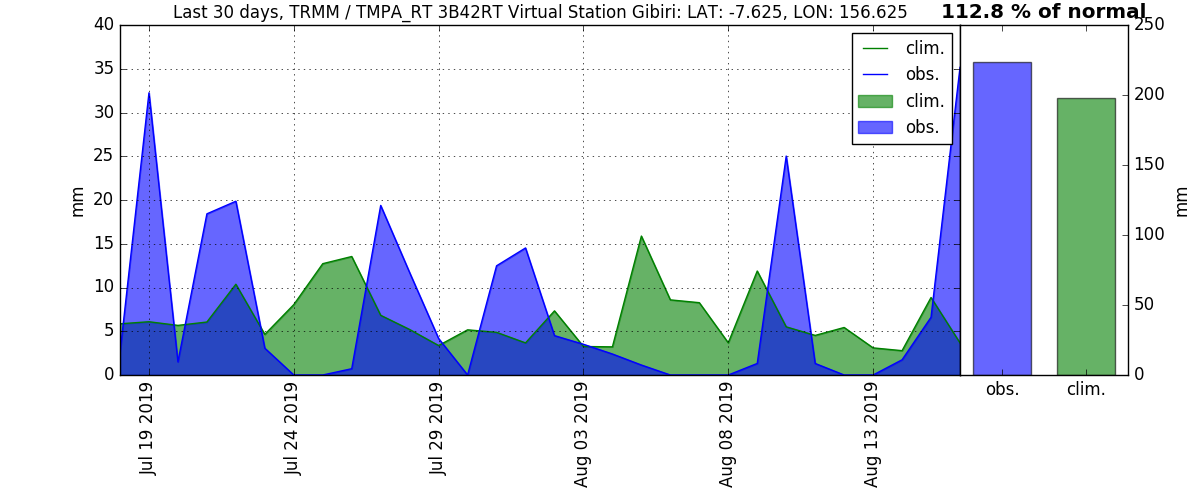 Last 30 days, TRMM / TMPA_RT 3B42RT Virtual Station Gibiri: LAT: -7.625, LON: 156.625
112.8 % of normal
clim.
obs.
clim.
obs.
40
35
30
25
20
15
10
5
0
mm
Jul 19 2019
Jul 24 2019
Jul 29 2019
Aug 03 2019
Aug 08 2019
Aug 13 2019
250
200
150
100
50
0
mm
obs.
clim.